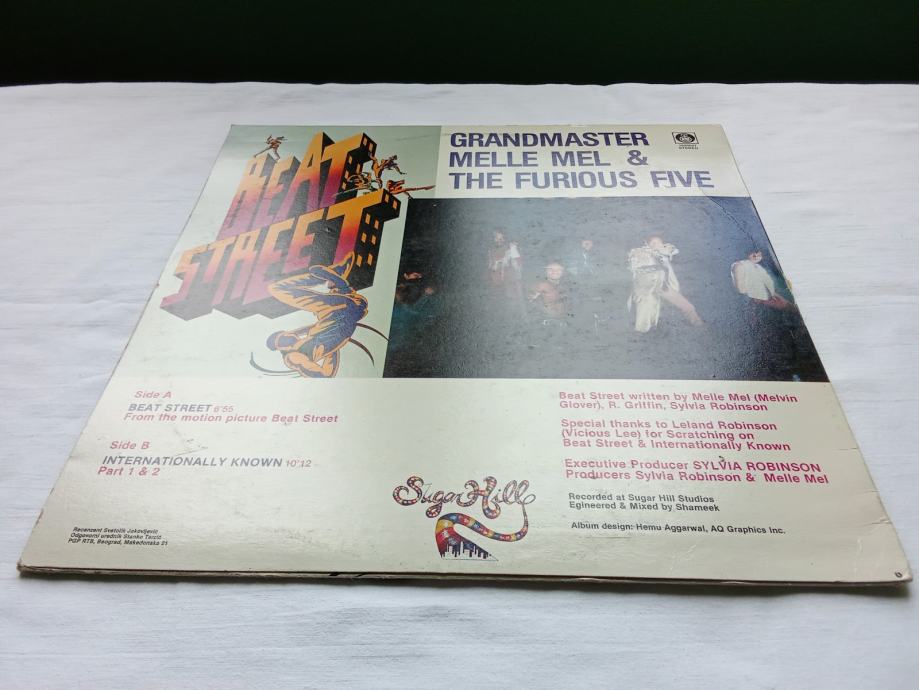 BEAT
STREET
GRANDMASTER
MELLE MEL &
THE FURIOUS FIVE
STEREO
Side A
BEAT STREET 6'55
From the motion picture Beat Street
Side B
INTERNATIONALLY KNOWN 10'12
Part 1 & 2
Beat Street written by Melle Mel (Melvin
Glover), R. Griffin, Sylvia Robinson
Special thanks to Leland Robinson
(Vicious Lee) for Scratching on
Beat Street & Internationally Known
Executive Producer SYLVIA ROBINSON
Producers Sylvia Robinson & Melle Mel
Recorded at Sugar Hill Studios
Egineered & Mixed by Shameek
Album design: Hemu Aggarwal, AQ Graphics Inc.
Sugar Hill
Recenzent Svetolik Jakovljević
Odgovorni urednik Stanko Terzić
PGP RTB, Beograd, Makedonska 21